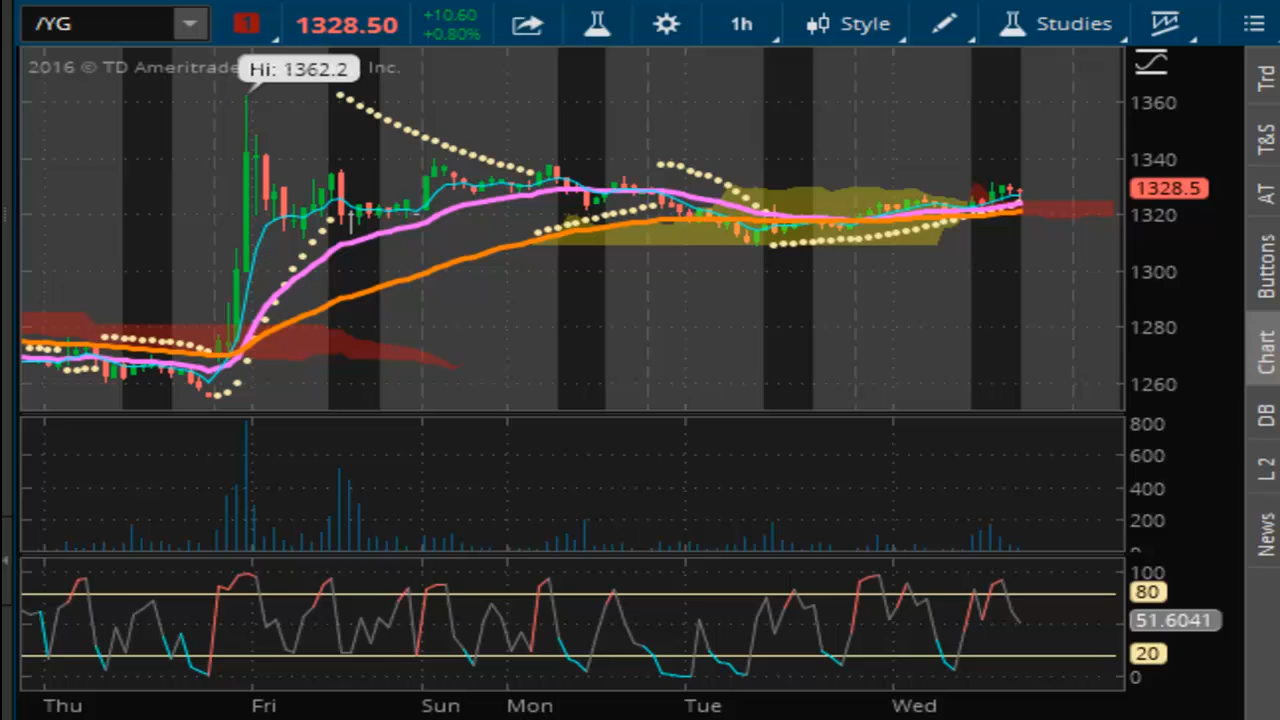 /YG 1 1328.50 +10.60 1h Style Studies
+0.80%
2016 © TD Ameritrade Inc.
Hi: 1362.2
1360
1340
1328.5
1320
1300
1280
1260
800
600
400
200
100
80
51.6041
20
0
Thu Fri Sun Mon Tue Wed
Trd
T&S
AT
Buttons
Chart
DB
L 2
News